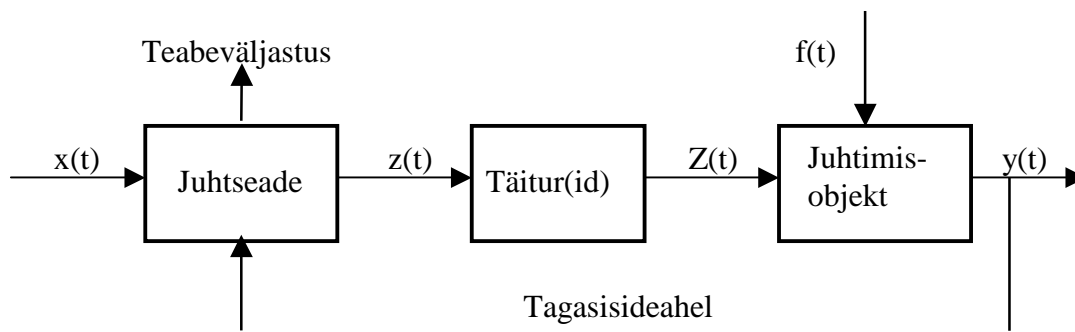 Teabeväljastus
f(t)
x(t)
Juhtseade
z(t)
Täitur(id)
Z(t)
Juhtimis-
objekt
y(t)
Tagasisideahel